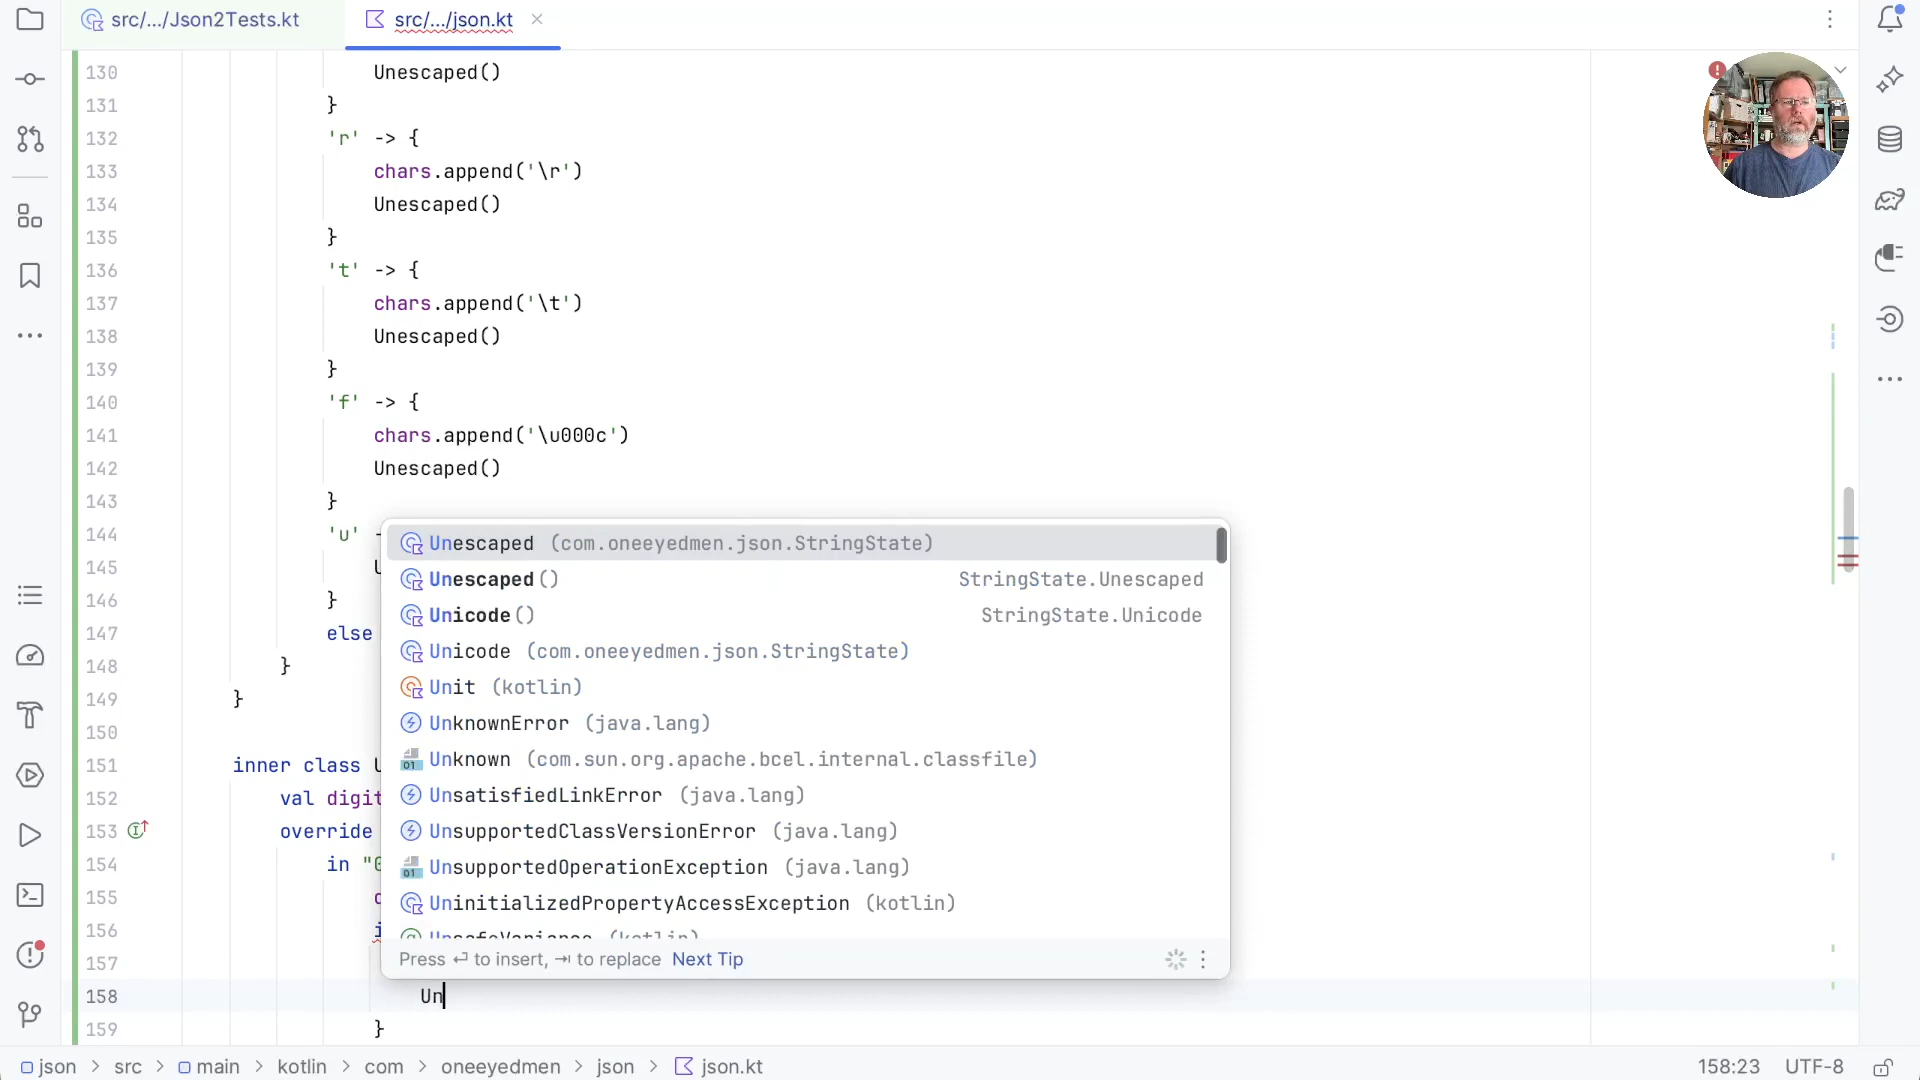 src/.../Json2Tests.kt
src/.../json.kt
130 Unescaped()
131 }
132 'r' -> {
133 chars.append('\r')
134 Unescaped()
135 }
136 't' -> {
137 chars.append('\t')
138 Unescaped()
139 }
140 'f' -> {
141 chars.append('\u000c')
142 Unescaped()
143 }
144 'u' -
145
146 }
147 else
148 }
149 }
150
151 inner class U
152 val digit
153 override
154 in "0
155
156
157
158 Un
159 }
Unescaped (com.oneeyedmen.json.StringState)
Unescaped() StringState.Unescaped
Unicode() StringState.Unicode
Unicode (com.oneeyedmen.json.StringState)
Unit (kotlin)
UnknownError (java.lang)
Unknown (com.sun.org.apache.bcel.internal.classfile)
UnsatisfiedLinkError (java.lang)
UnsupportedClassVersionError (java.lang)
UnsupportedOperationException (java.lang)
UninitializedPropertyAccessException (kotlin)
UnsafeVariance (kotlin)
Press ⏎ to insert, ⇥ to replace Next Tip
json > src > main > kotlin > com > oneeyedmen > json > json.kt
158:23 UTF-8